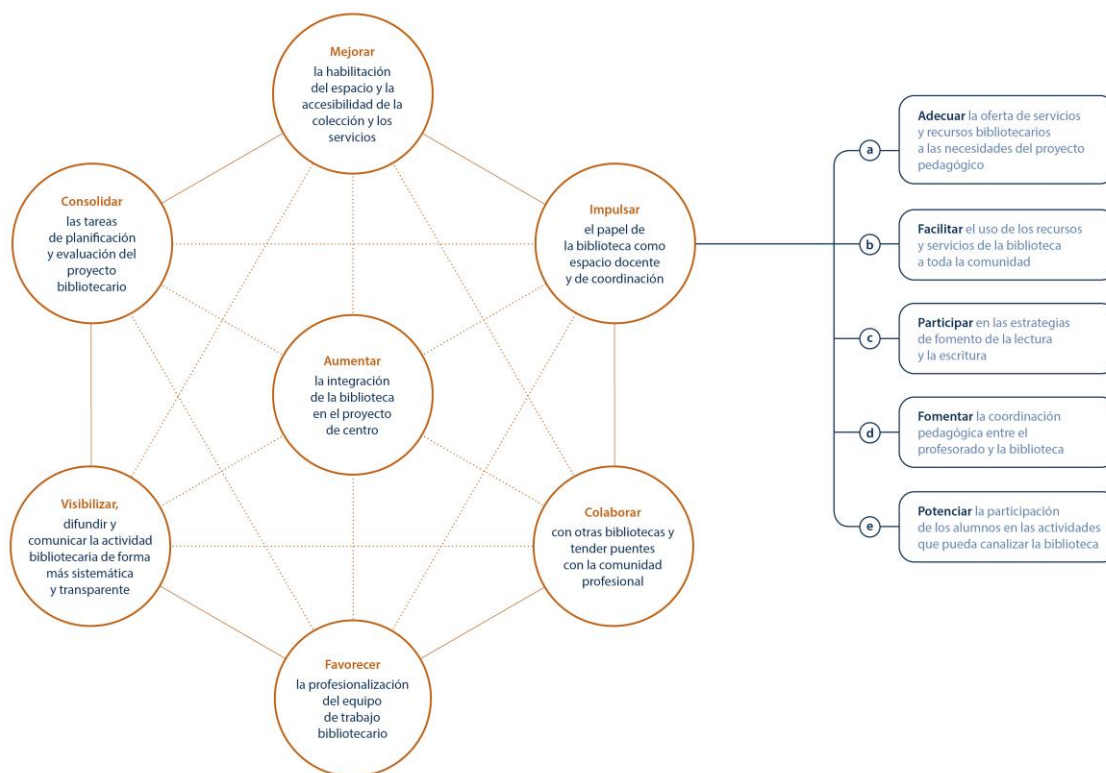 Mejorar
la habilitación
del espacio y la
accesibilidad de la
colección y los
servicios
Consolidar
las tareas
de planificación
y evaluación del
proyecto
bibliotecario
Impulsar
el papel de
la biblioteca como
espacio docente
y de coordinación
Aumentar
la integración
de la biblioteca
en el proyecto
de centro
Visibilizar,
difundir y
comunicar la actividad
bibliotecaria de forma
más sistemática
y transparente
Colaborar
con otras bibliotecas y
tender puentes
con la comunidad
profesional
Favorecer
la profesionalización
del equipo
de trabajo
bibliotecario
a
Adecuar la oferta de servicios
y recursos bibliotecarios
a las necesidades del proyecto
pedagógico
b
Facilitar el uso de los recursos
y servicios de la biblioteca
a toda la comunidad
c
Participar en las estrategias
de fomento de la lectura
y la escritura
d
Fomentar la coordinación
pedagógica entre el
profesorado y la biblioteca
e
Potenciar la participación
de los alumnos en las actividades
que pueda canalizar la biblioteca